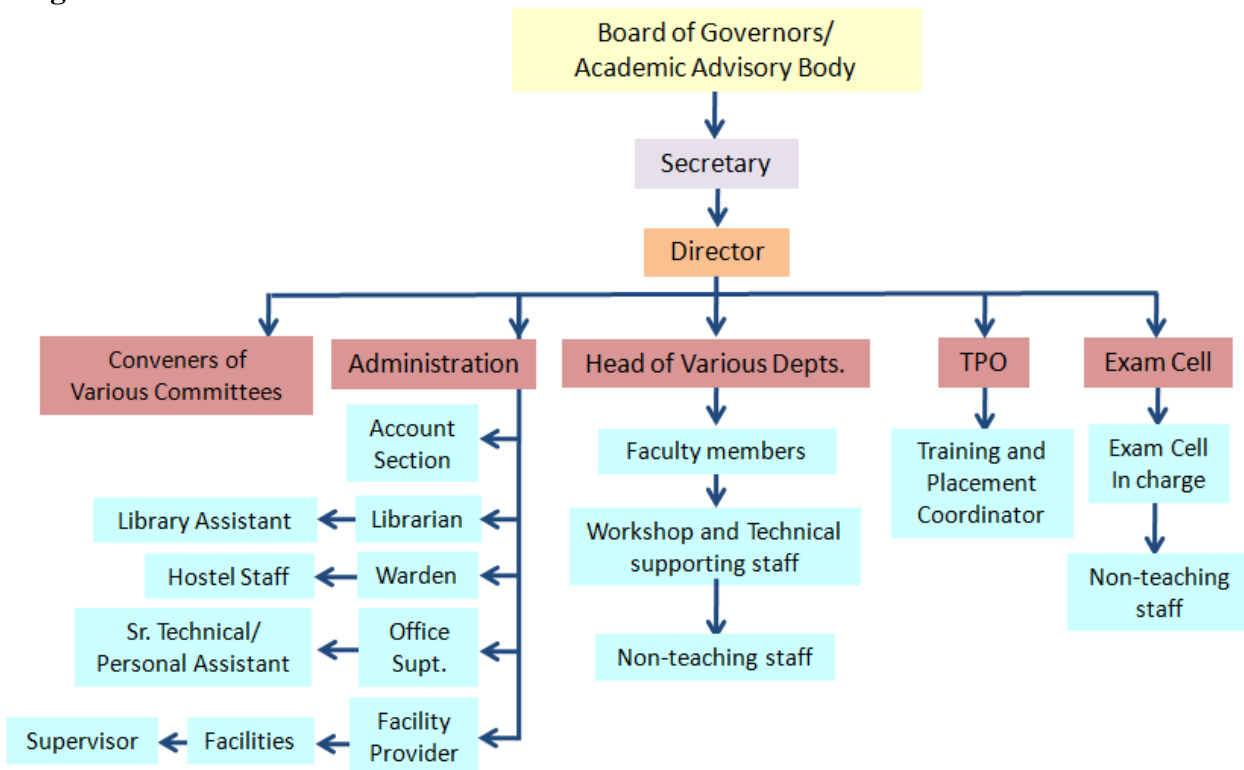 Board of Governors/
Academic Advisory Body
Secretary
Director
Conveners of
Various Committees
Administration
Head of Various Depts.
TPO
Exam Cell
Account
Section
Library Assistant
Librarian
Hostel Staff
Warden
Sr. Technical/
Personal Assistant
Office
Supt.
Supervisor
Facilities
Facility
Provider
Faculty members
Workshop and Technical
supporting staff
Non-teaching staff
Training and
Placement
Coordinator
Exam Cell
In charge
Non-teaching
staff